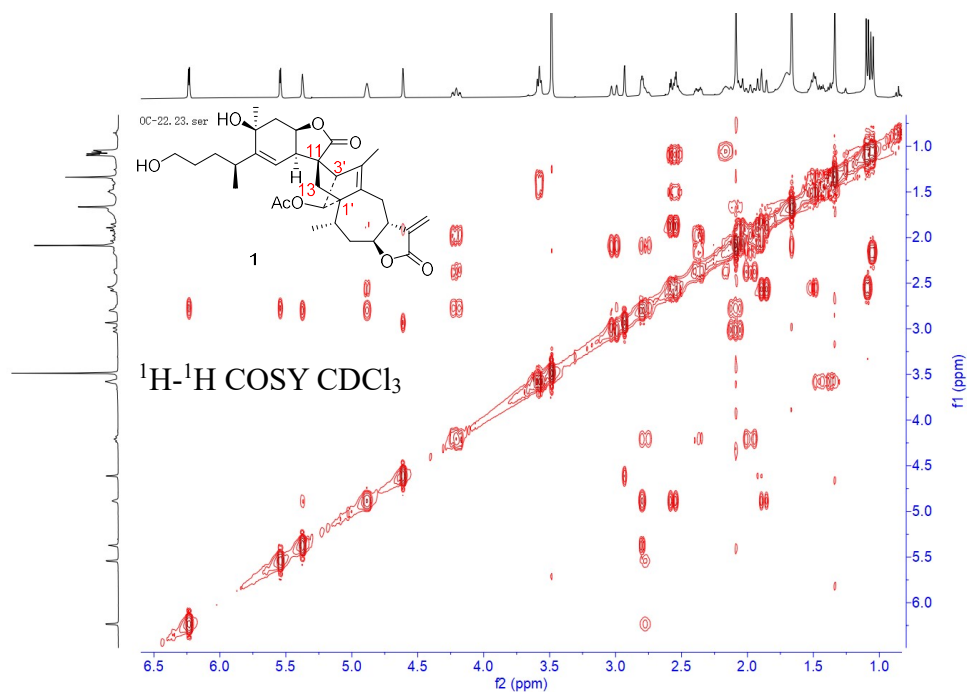 OC-22.23.ser
HO
O
O
11
3'
HO
H
13
AcO
1'
'
O
O
1
¹H-¹H COSY CDCl₃
1.0
1.5
2.0
2.5
3.0
3.5
4.0
4.5
5.0
5.5
6.0
f1 (ppm)
6.5 6.0 5.5 5.0 4.5 4.0 3.5 3.0 2.5 2.0 1.5 1.0
f2 (ppm)